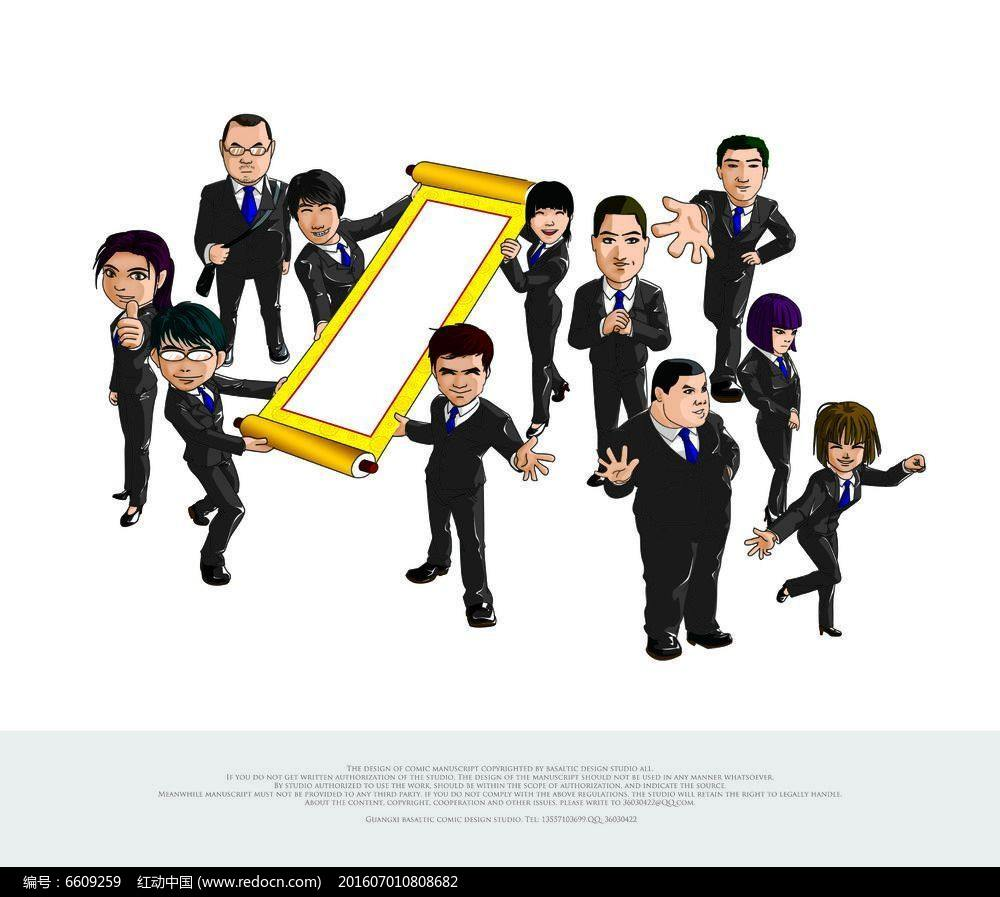 The design of comic manuscript copyrighted by basaltic design studio all.
If you do not get written authorization of the studio. The design of the manuscript should not be used in any manner whatsoever.
By studio authorized to use the work, should be within the scope of authorization, and indicate the source.
Meanwhile manuscript must not be provided to any third party. if you do not comply with the above regulations. the studio will retain the right to legally handle.
About the content, copyright, cooperation and other issues. please write to 36030422@QQ.com.
Guangxi basaltic comic design studio. Tel: 13557103699.QQ. 36030422
编号：6609259 红动中国 (www.redocn.com) 201607010808682